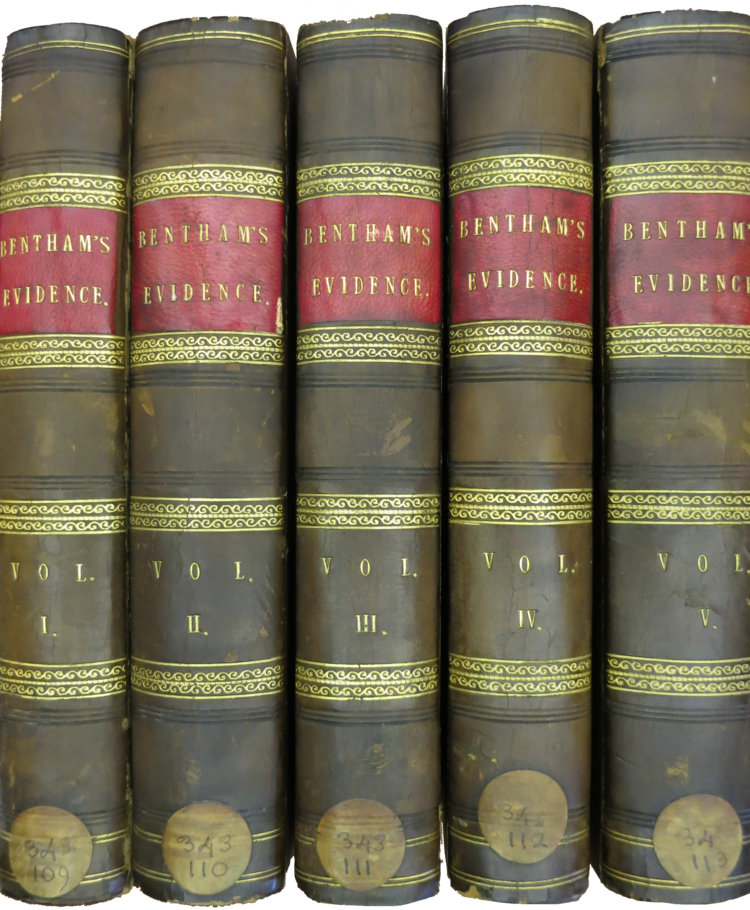 BENTHAM'S
EVIDENCE.
VOL.
I.
343
109
BENTHAM'S
EVIDENCE.
VOL.
II.
343
110
BENTHAM'S
EVIDENCE.
VOL.
III.
343
111
BENTHAM'S
EVIDENCE.
VOL.
IV.
112
BENTHAM'S
EVIDENCE
VOL.
V.
34
113